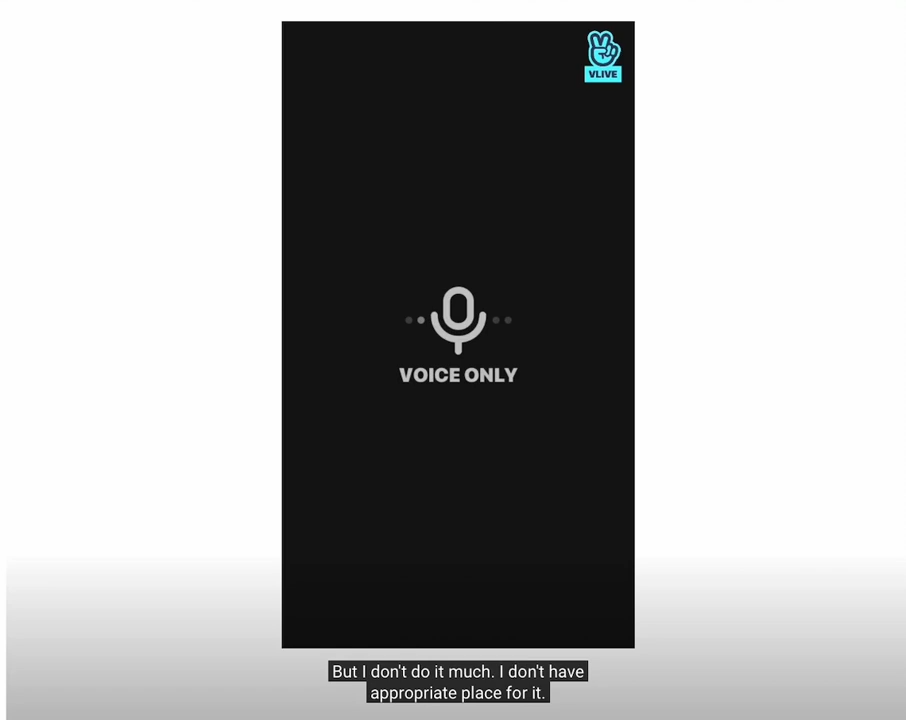 VLIVE
VOICE ONLY
But I don't do it much. I don't have
appropriate place for it.